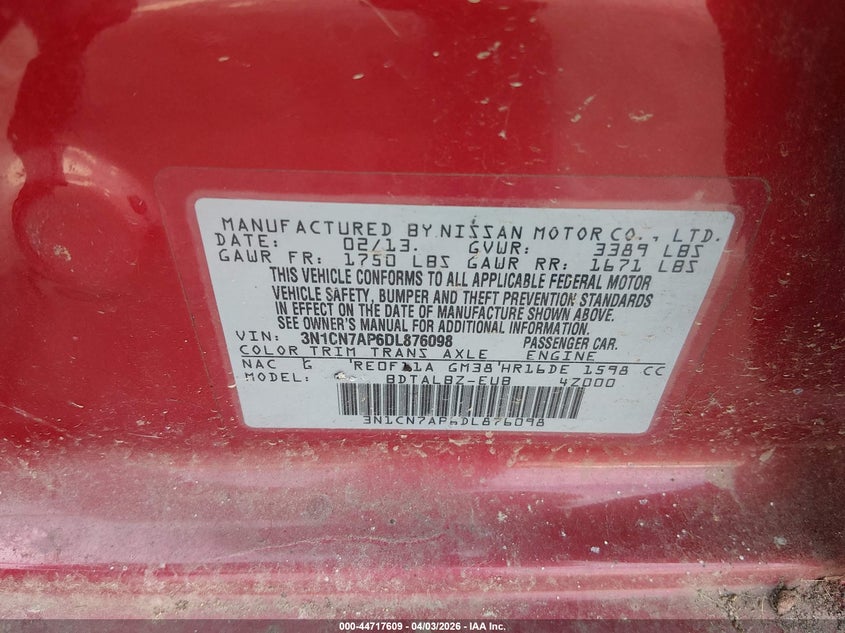 MANUFACTURED BY NISSAN MOTOR CO., LTD.
DATE: 02/13. GVWR: 3389 LBS
GAWR FR: 1750 LBS GAWR RR: 1671 LBS
THIS VEHICLE CONFORMS TO ALL APPLICABLE FEDERAL MOTOR
VEHICLE SAFETY, BUMPER AND THEFT PREVENTION STANDARDS
IN EFFECT ON THE DATE OF MANUFACTURE SHOWN ABOVE.
SEE OWNER'S MANUAL FOR ADDITIONAL INFORMATION
VIN: 3N1CN7AP6DL876098 PASSENGER CAR.
COLOR TRIM TRANS AXLE ENGINE
NAC G RE0F11A GM38 HR16DE 1598 CC
MODEL: BDTALBZ-EUB 4Z000
3N1CN7AP6DL876098
000-44717609 - 04/03/2026 - IAA Inc.